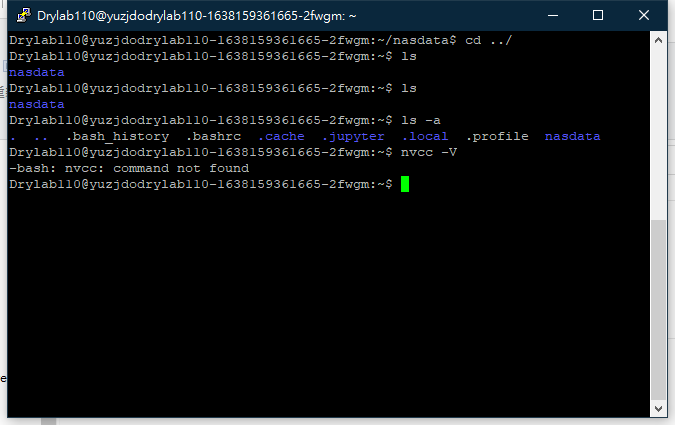 Drylab110@yuzjdodrylab110-1638159361665-2fwgm: ~
Drylab110@yuzjdodrylab110-1638159361665-2fwgm:~/nasdata$ cd ../
Drylab110@yuzjdodrylab110-1638159361665-2fwgm:~$ ls
nasdata
Drylab110@yuzjdodrylab110-1638159361665-2fwgm:~$ ls
nasdata
Drylab110@yuzjdodrylab110-1638159361665-2fwgm:~$ ls -a
. .. .bash_history .bashrc .cache .jupyter .local .profile nasdata
Drylab110@yuzjdodrylab110-1638159361665-2fwgm:~$ nvcc -V
-bash: nvcc: command not found
Drylab110@yuzjdodrylab110-1638159361665-2fwgm:~$